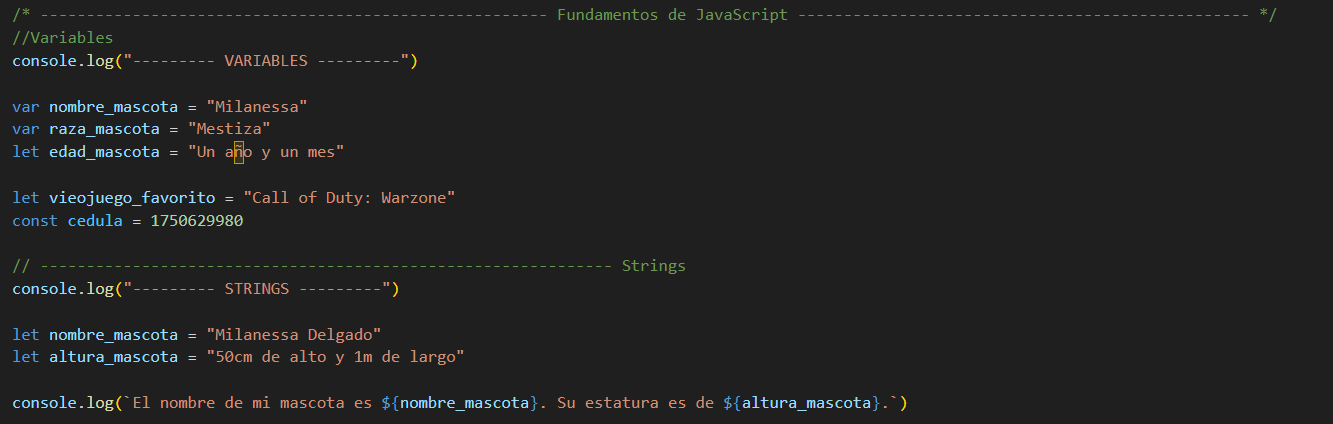 /* ------------------------------------------------------- Fundamentos de JavaScript ------------------------------------------------- */
//Variables
console.log("--------- VARIABLES ---------")
var nombre_mascota = "Milanessa"
var raza_mascota = "Mestiza"
let edad_mascota = "Un año y un mes"
let vieojuego_favorito = "Call of Duty: Warzone"
const cedula = 1750629980
// -------------------------------------------------------------- Strings
console.log("--------- STRINGS ---------")
let nombre_mascota = "Milanessa Delgado"
let altura_mascota = "50cm de alto y 1m de largo"
console.log(`El nombre de mi mascota es ${nombre_mascota}. Su estatura es de ${altura_mascota}.`)